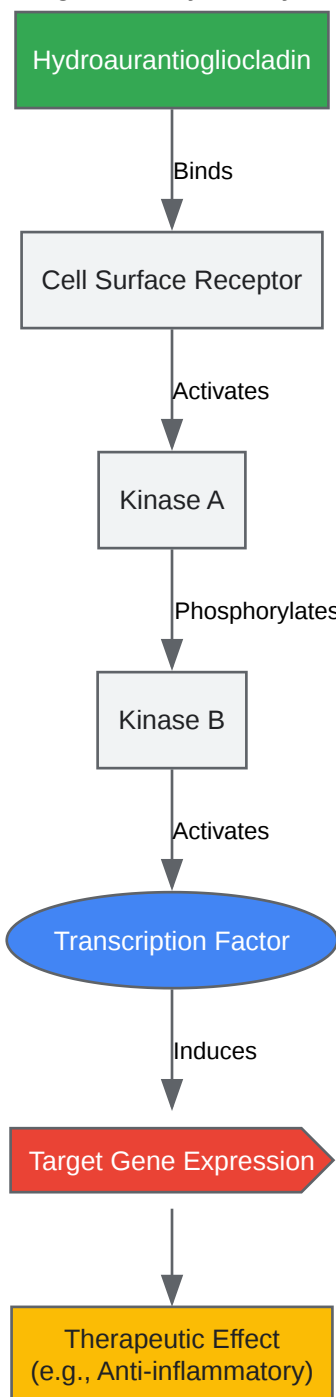 Hydroaurantiogliocladin
Binds
Cell Surface Receptor
Activates
Kinase A
Phosphorylates
Kinase B
Activates
Transcription Factor
Induces
Target Gene Expression
Therapeutic Effect
(e.g., Anti-inflammatory)